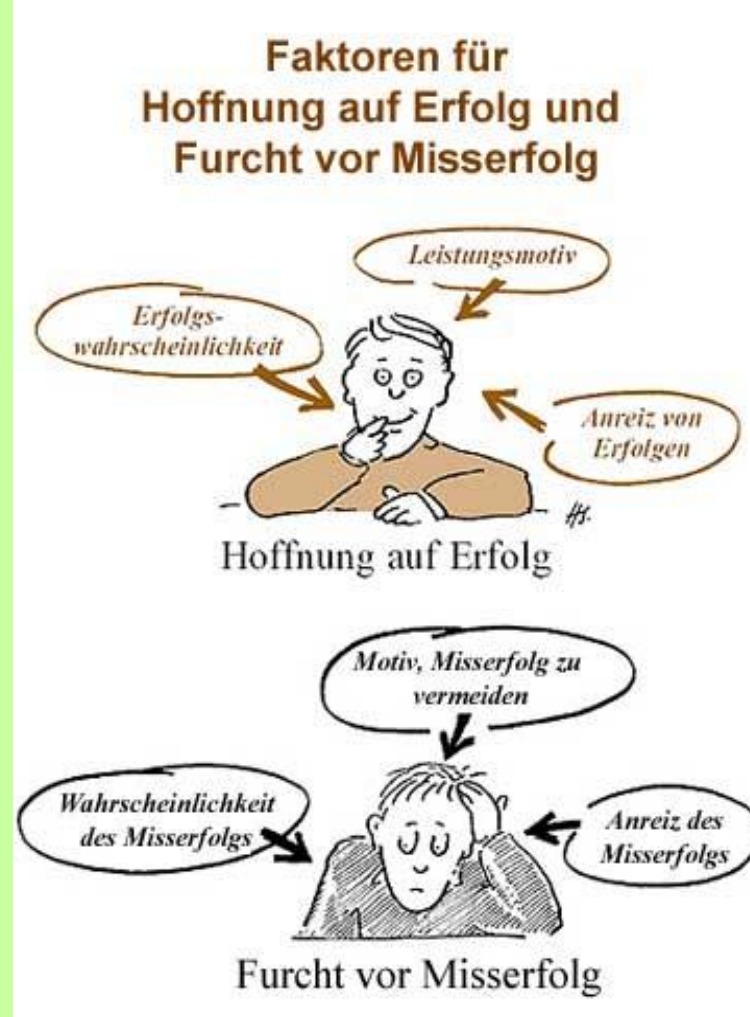 Faktoren für
Hoffnung auf Erfolg und
Furcht vor Misserfolg
Leistungsmotiv
Erfolgs-
wahrscheinlichkeit
Anreiz von
Erfolgen
Hoffnung auf Erfolg
Motiv, Misserfolg zu
vermeiden
Wahrscheinlichkeit
des Misserfolgs
Anreiz des
Misserfolgs
Furcht vor Misserfolg